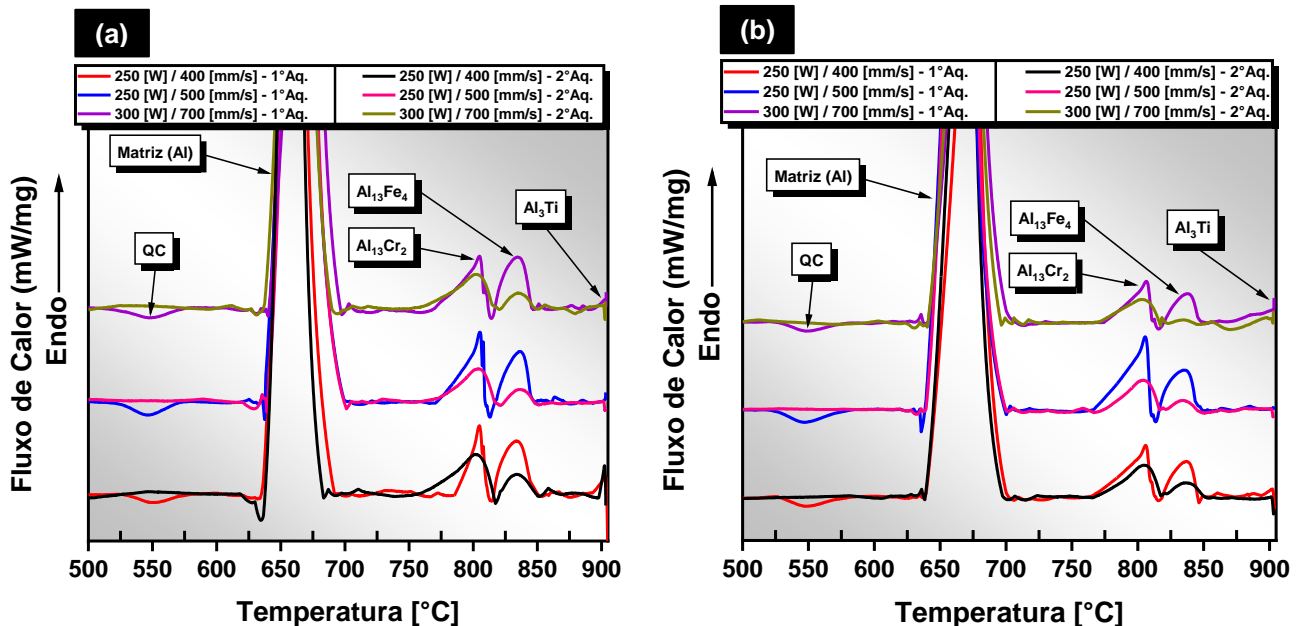 (a)
250 [W] / 400 [mm/s] - 1°Aq.
250 [W] / 400 [mm/s] - 2°Aq.
250 [W] / 500 [mm/s] - 1°Aq.
250 [W] / 500 [mm/s] - 2°Aq.
300 [W] / 700 [mm/s] - 1°Aq.
300 [W] / 700 [mm/s] - 2°Aq.
Matriz (Al)
Al₁₃Fe₄
Al₃Ti
QC
Al₁₃Cr₂
Fluxo de Calor (mW/mg)
Endo
500 550 600 650 700 750 800 850 900
Temperatura [°C]
(b)
250 [W] / 400 [mm/s] - 1°Aq.
250 [W] / 400 [mm/s] - 2°Aq.
250 [W] / 500 [mm/s] - 1°Aq.
250 [W] / 500 [mm/s] - 2°Aq.
300 [W] / 700 [mm/s] - 1°Aq.
300 [W] / 700 [mm/s] - 2°Aq.
Matriz (Al)
Al₁₃Fe₄
Al₃Ti
QC
Al₁₃Cr₂
Fluxo de Calor (mW/mg)
Endo
500 550 600 650 700 750 800 850 900
Temperatura [°C]